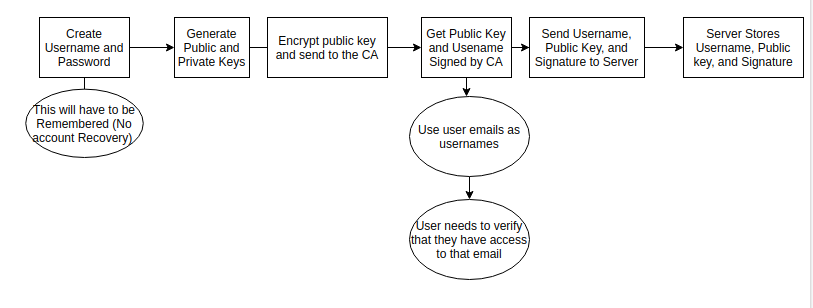 Create
Username and
Password
Generate
Public and
Private Keys
Encrypt public key
and send to the CA
Get Public Key
and Usename
Signed by CA
Send Username,
Public Key, and
Signature to Server
Server Stores
Username, Public
key, and Signature
This will have to be
Remembered (No
account Recovery)
Use user emails as
usernames
User needs to verify
that they have access
to that email